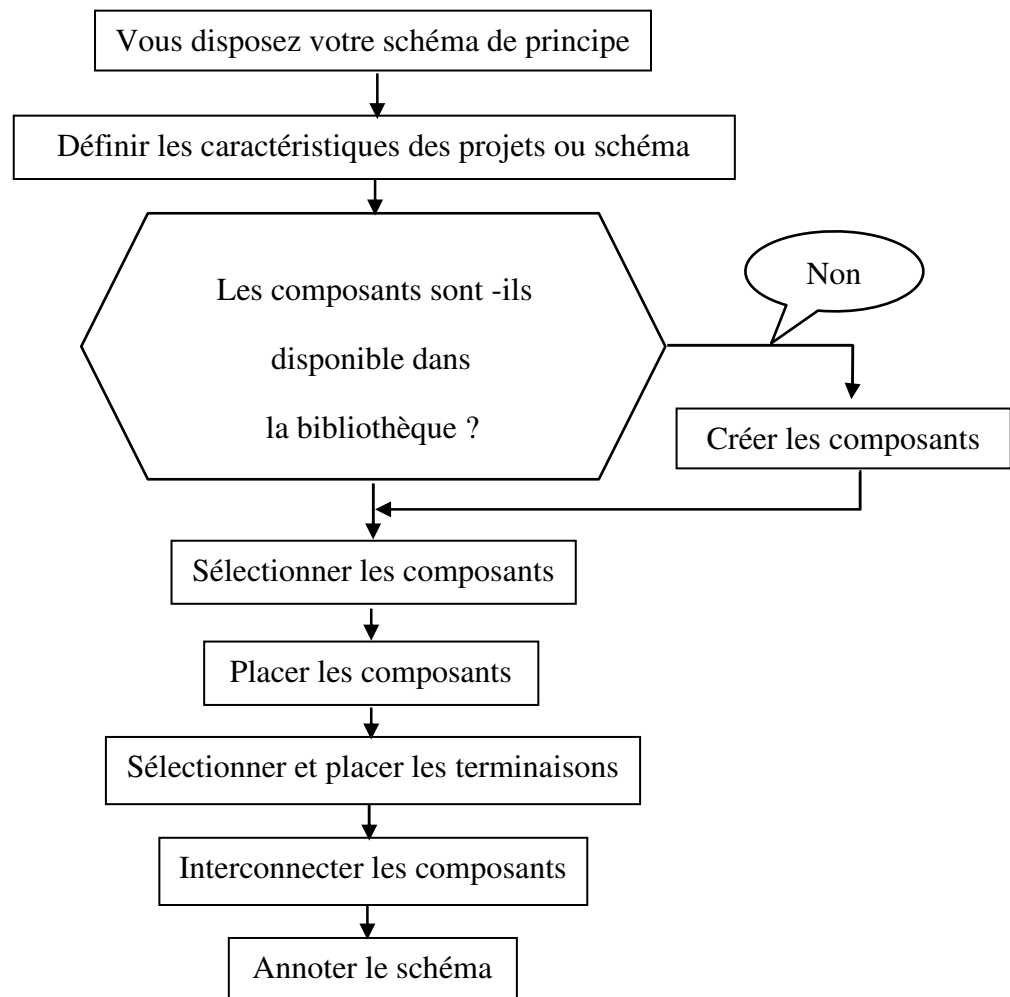 Vous disposez votre schéma de principe
Définir les caractéristiques des projets ou schéma
Les composants sont -ils
disponible dans
la bibliothèque ?
Non
Créer les composants
Sélectionner les composants
Placer les composants
Sélectionner et placer les terminaisons
Interconnecter les composants
Annoter le schéma